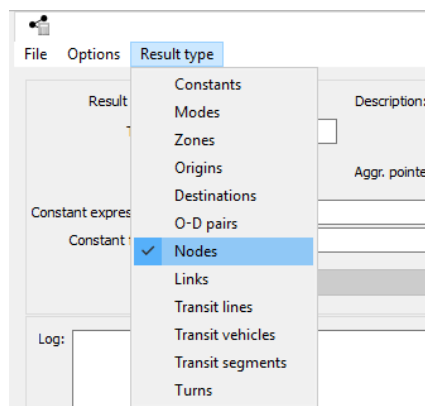 File Options Result type
Constants
Result Description:
Modes
Zones
Origins
Aggr. pointe
Destinations
Constant expres
O-D pairs
Constant
Nodes
Links
Transit lines
Transit vehicles
Log:
Transit segments
Turns